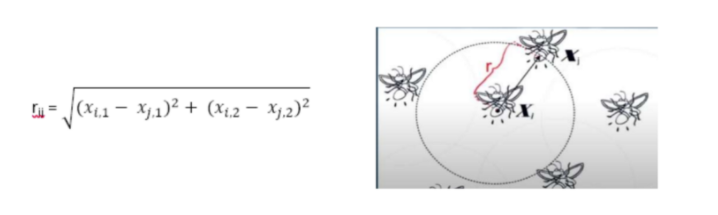 rᵢⱼ = √(xᵢ,₁ − xⱼ,₁)² + (xᵢ,₂ − xⱼ,₂)²
r
Xⱼ
Xᵢ